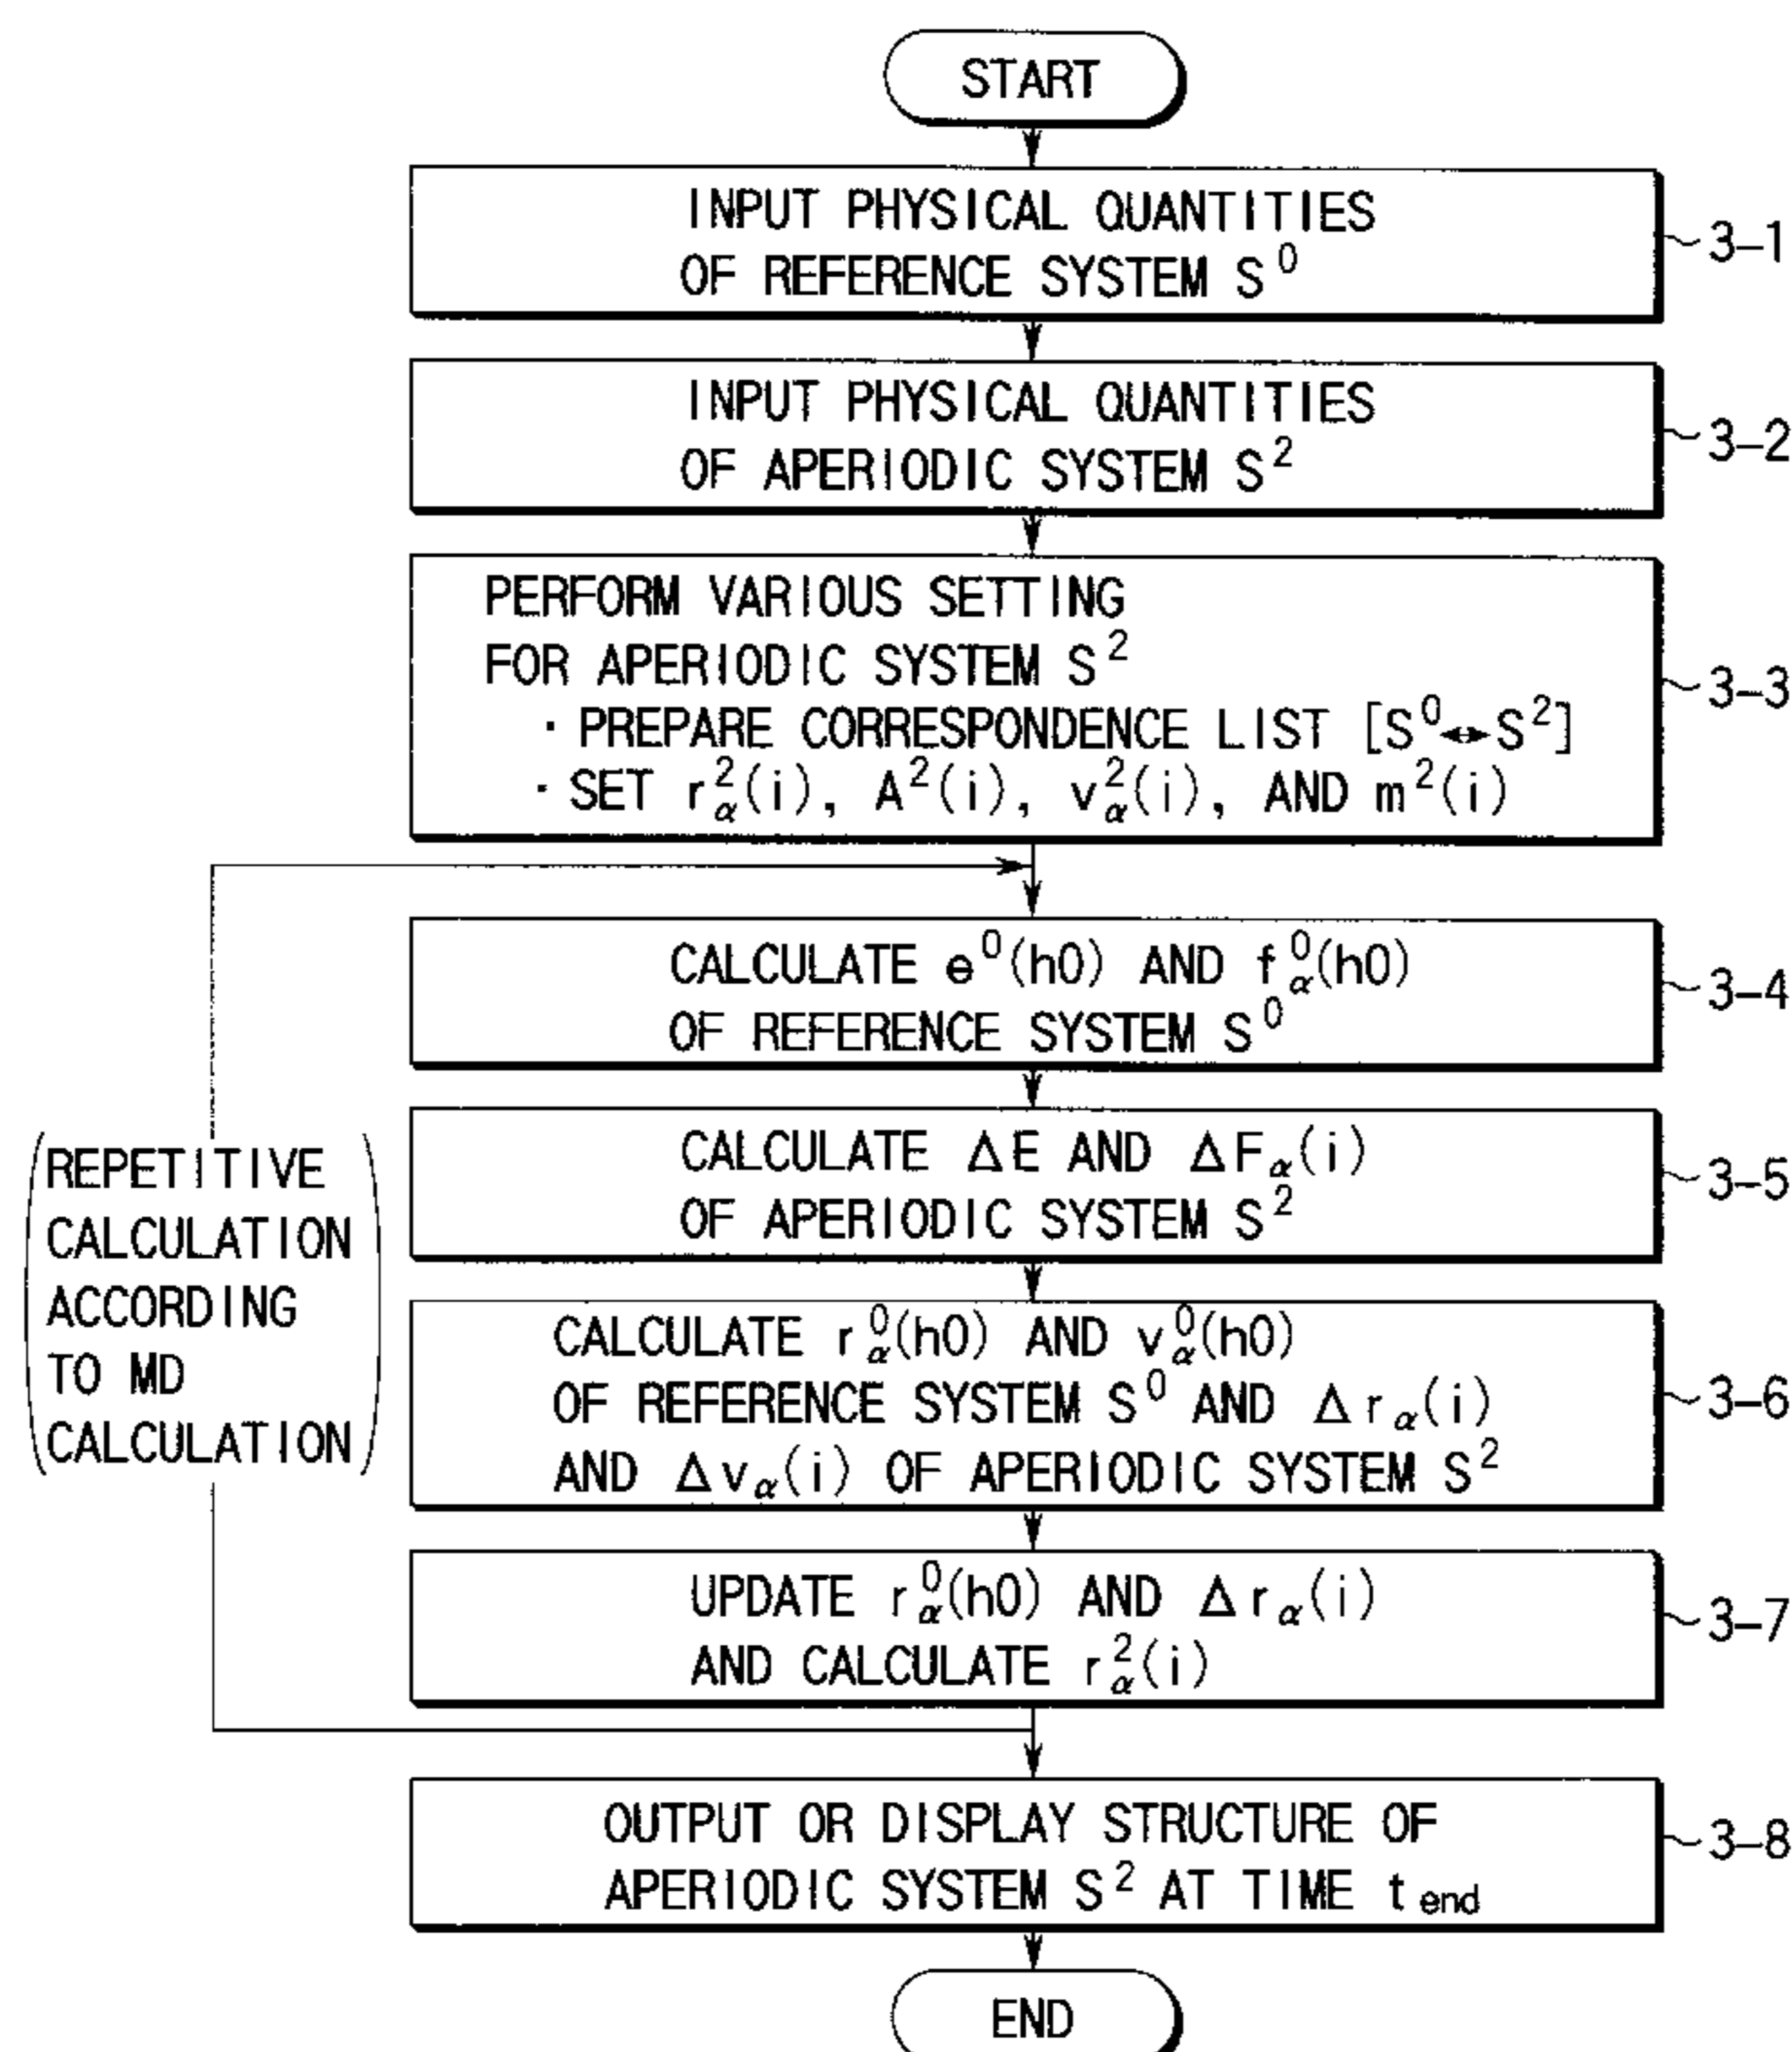 START
INPUT PHYSICAL QUANTITIES
OF REFERENCE SYSTEM S⁰
3-1
INPUT PHYSICAL QUANTITIES
OF APERIODIC SYSTEM S²
3-2
PERFORM VARIOUS SETTING
FOR APERIODIC SYSTEM S²
· PREPARE CORRESPONDENCE LIST [S⁰↔S²]
· SET r²α(i), A²(i), v²α(i), AND m²(i)
3-3
CALCULATE e⁰(h0) AND f⁰α(h0)
OF REFERENCE SYSTEM S⁰
3-4
CALCULATE ΔE AND ΔFα(i)
OF APERIODIC SYSTEM S²
3-5
(REPETITIVE
CALCULATION
ACCORDING
TO MD
CALCULATION)
CALCULATE r⁰α(h0) AND v⁰α(h0)
OF REFERENCE SYSTEM S⁰ AND Δrα(i)
AND Δvα(i) OF APERIODIC SYSTEM S²
3-6
UPDATE r⁰α(h0) AND Δrα(i)
AND CALCULATE r²α(i)
3-7
OUTPUT OR DISPLAY STRUCTURE OF
APERIODIC SYSTEM S² AT TIME tend
3-8
END